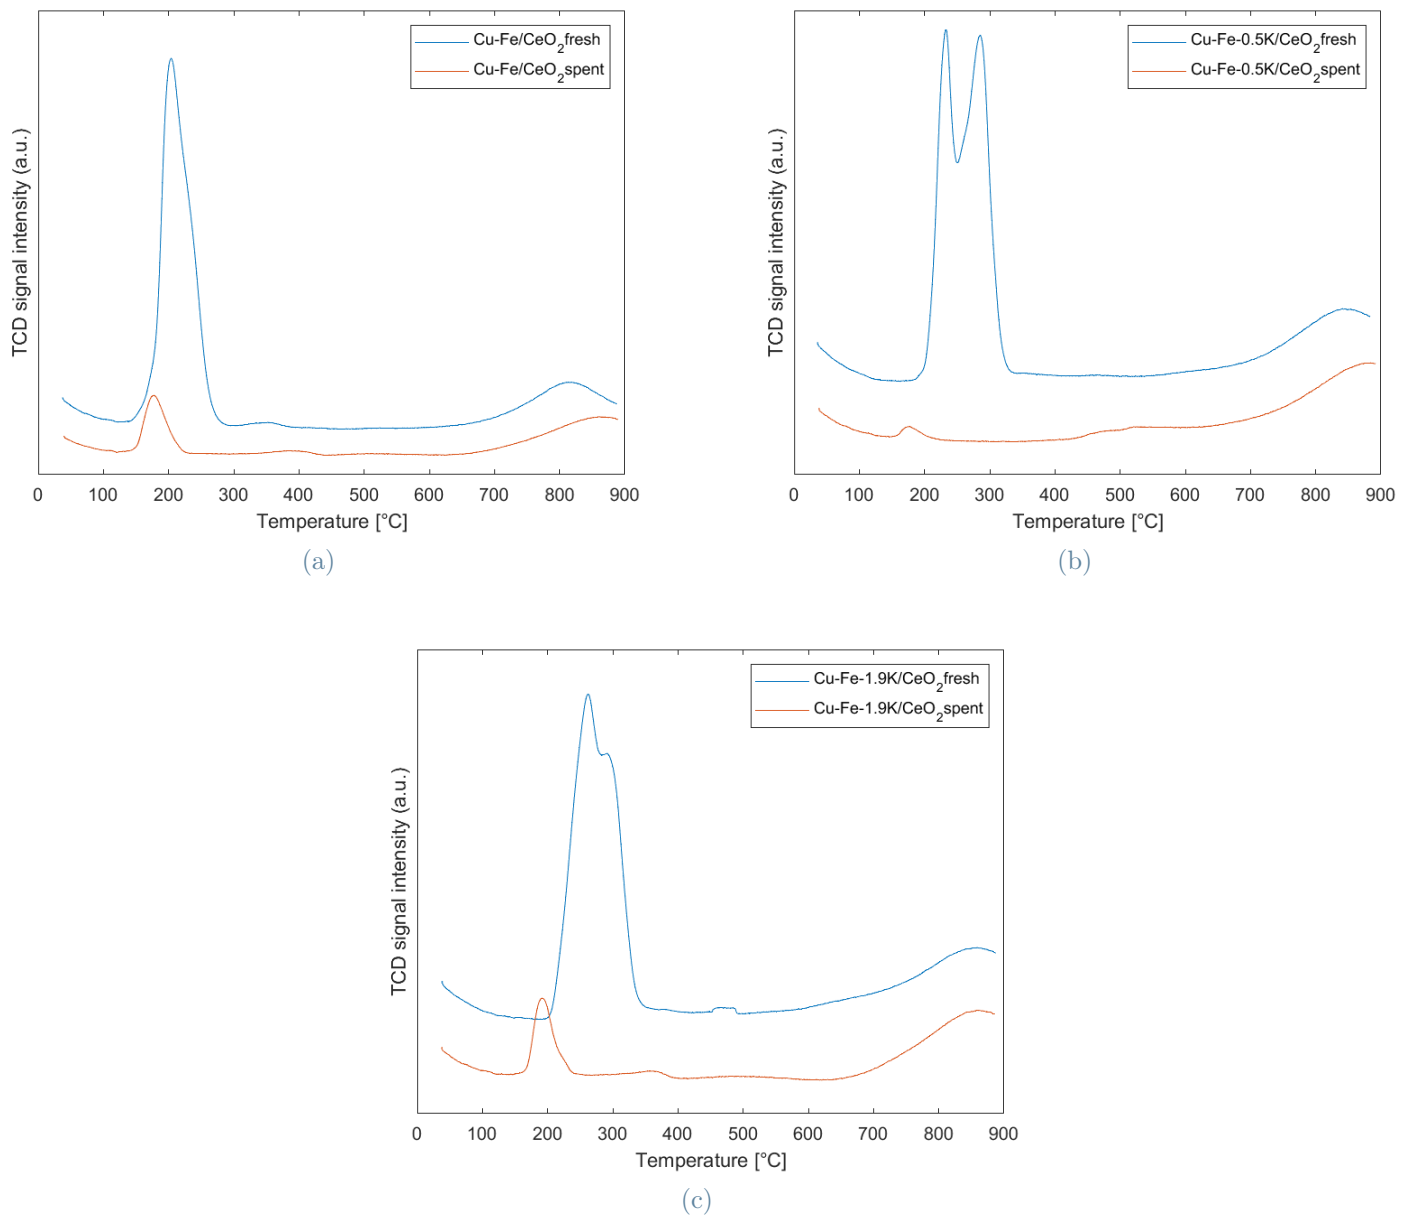 Cu-Fe/CeO2fresh
Cu-Fe/CeO2spent
TCD signal intensity (a.u.)
0 100 200 300 400 500 600 700 800 900
Temperature [°C]
(a)
Cu-Fe-0.5K/CeO2fresh
Cu-Fe-0.5K/CeO2spent
TCD signal intensity (a.u.)
0 100 200 300 400 500 600 700 800 900
Temperature [°C]
(b)
Cu-Fe-1.9K/CeO2fresh
Cu-Fe-1.9K/CeO2spent
TCD signal intensity (a.u.)
0 100 200 300 400 500 600 700 800 900
Temperature [°C]
(c)